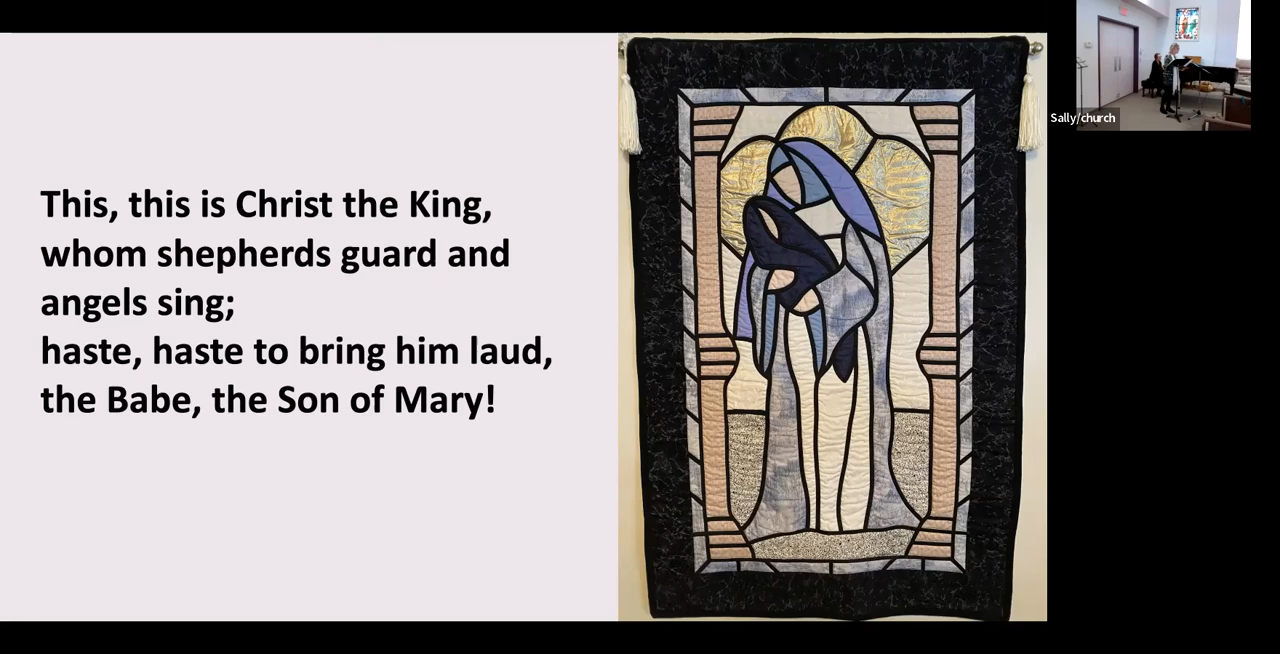 This, this is Christ the King,
whom shepherds guard and
angels sing;
haste, haste to bring him laud,
the Babe, the Son of Mary!
Sally/church